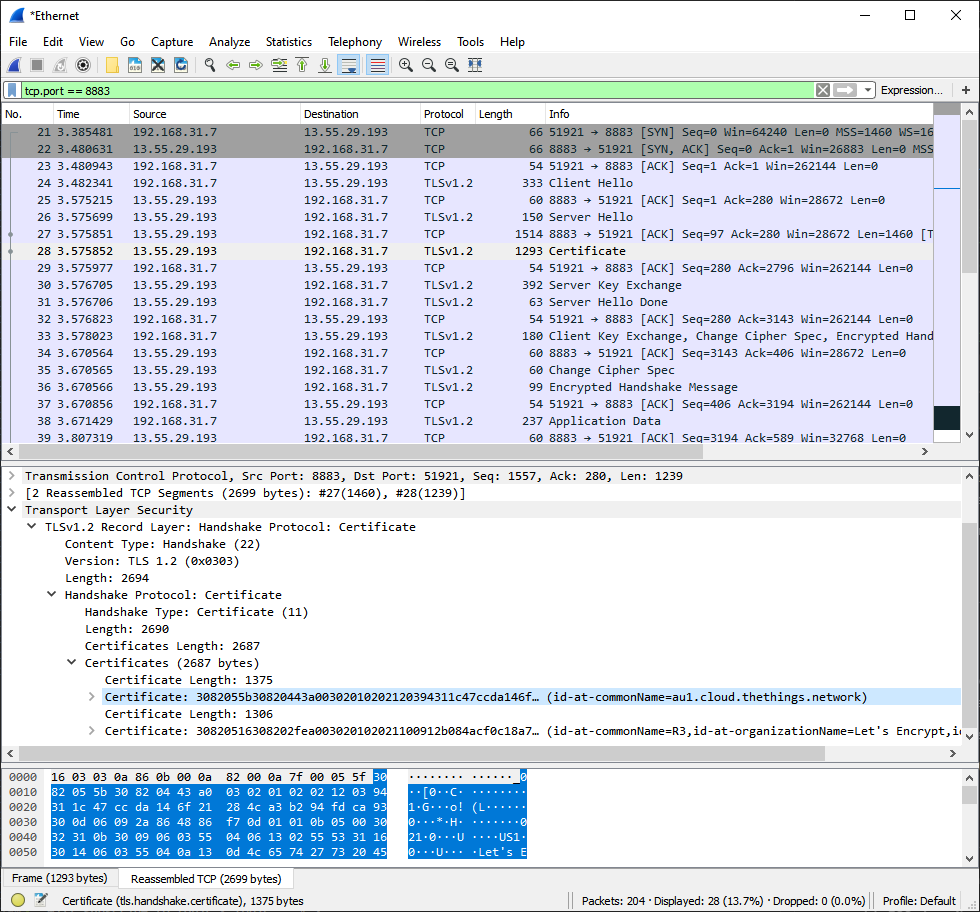 *Ethernet
File Edit View Go Capture Analyze Statistics Telephony Wireless Tools Help
tcp.port == 8883 Expression... +
No. Time Source Destination Protocol Length Info
21 3.385481 192.168.31.7 13.55.29.193 TCP 66 51921 → 8883 [SYN] Seq=0 Win=64240 Len=0 MSS=1460 WS=16
22 3.480631 13.55.29.193 192.168.31.7 TCP 66 8883 → 51921 [SYN, ACK] Seq=0 Ack=1 Win=26883 Len=0 MSS
23 3.480943 192.168.31.7 13.55.29.193 TCP 54 51921 → 8883 [ACK] Seq=1 Ack=1 Win=262144 Len=0
24 3.482341 192.168.31.7 13.55.29.193 TLSv1.2 333 Client Hello
25 3.575215 13.55.29.193 192.168.31.7 TCP 60 8883 → 51921 [ACK] Seq=1 Ack=280 Win=28672 Len=0
26 3.575699 13.55.29.193 192.168.31.7 TLSv1.2 150 Server Hello
27 3.575851 13.55.29.193 192.168.31.7 TCP 1514 8883 → 51921 [ACK] Seq=97 Ack=280 Win=28672 Len=1460 [T
28 3.575852 13.55.29.193 192.168.31.7 TLSv1.2 1293 Certificate
29 3.575977 192.168.31.7 13.55.29.193 TCP 54 51921 → 8883 [ACK] Seq=280 Ack=2796 Win=262144 Len=0
30 3.576705 13.55.29.193 192.168.31.7 TLSv1.2 392 Server Key Exchange
31 3.576706 13.55.29.193 192.168.31.7 TLSv1.2 63 Server Hello Done
32 3.576823 192.168.31.7 13.55.29.193 TCP 54 51921 → 8883 [ACK] Seq=280 Ack=3143 Win=262144 Len=0
33 3.578023 192.168.31.7 13.55.29.193 TLSv1.2 180 Client Key Exchange, Change Cipher Spec, Encrypted Hand
34 3.670564 13.55.29.193 192.168.31.7 TCP 60 8883 → 51921 [ACK] Seq=3143 Ack=406 Win=28672 Len=0
35 3.670565 13.55.29.193 192.168.31.7 TLSv1.2 60 Change Cipher Spec
36 3.670566 13.55.29.193 192.168.31.7 TLSv1.2 99 Encrypted Handshake Message
37 3.670856 192.168.31.7 13.55.29.193 TCP 54 51921 → 8883 [ACK] Seq=406 Ack=3194 Win=262144 Len=0
38 3.671429 192.168.31.7 13.55.29.193 TLSv1.2 237 Application Data
39 3.807319 13.55.29.193 192.168.31.7 TCP 60 8883 → 51921 [ACK] Seq=3194 Ack=589 Win=32768 Len=0
Transmission Control Protocol, Src Port: 8883, Dst Port: 51921, Seq: 1557, Ack: 280, Len: 1239
[2 Reassembled TCP Segments (2699 bytes): #27(1460), #28(1239)]
Transport Layer Security
TLSv1.2 Record Layer: Handshake Protocol: Certificate
Content Type: Handshake (22)
Version: TLS 1.2 (0x0303)
Length: 2694
Handshake Protocol: Certificate
Handshake Type: Certificate (11)
Length: 2690
Certificates Length: 2687
Certificates (2687 bytes)
Certificate Length: 1375
Certificate: 3082055b30820443a00302010202120394311c47ccda146f… (id-at-commonName=au1.cloud.thethings.network)
Certificate Length: 1306
Certificate: 30820516308202fea003020102021100912b084acf0c18a7… (id-at-commonName=R3,id-at-organizationName=Let's Encrypt,id
0000 16 03 03 0a 86 0b 00 0a 82 00 0a 7f 00 05 5f 30 ········ ······_0
0010 82 05 5b 30 82 04 43 a0 03 02 01 02 02 12 03 94 ··[0··C· ········
0020 31 1c 47 cc da 14 6f 21 28 4c a3 b2 94 fd ca 93 1·G···o! (L······
0030 30 0d 06 09 2a 86 48 86 f7 0d 01 01 0b 05 00 30 0···*·H· ·······0
0040 32 31 0b 30 09 06 03 55 04 06 13 02 55 53 31 16 21·0···U ····US1·
0050 30 14 06 03 55 04 0a 13 0d 4c 65 74 27 73 20 45 0···U··· ·Let's E
Frame (1293 bytes) Reassembled TCP (2699 bytes)
Certificate (tls.handshake.certificate), 1375 bytes Packets: 204 · Displayed: 28 (13.7%) · Dropped: 0 (0.0%) Profile: Default